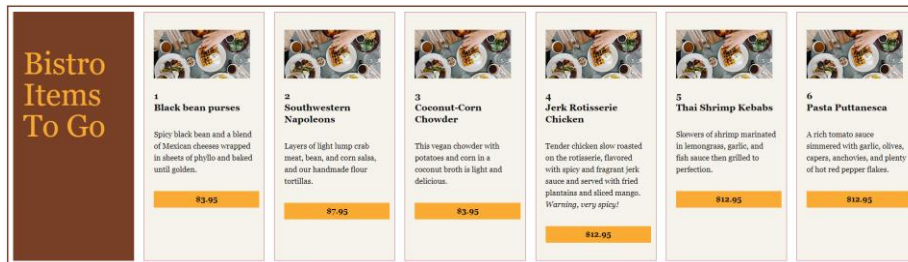 Bistro
Items
To Go
1
Black bean purses
Spicy black bean and a blend
of Mexican cheeses wrapped
in sheets of phyllo and baked
until golden.
$3.95
2
Southwestern
Napoleons
Layers of light lump crab
meat, bean, and corn salsa,
and our handmade flour
tortillas.
$7.95
3
Coconut-Corn
Chowder
This vegan chowder with
potatoes and corn in a
coconut broth is light and
delicious.
$3.95
4
Jerk Rotisserie
Chicken
Tender chicken slow roasted
on the rotisserie, flavored
with spicy and fragrant jerk
sauce and served with fried
plantains and sliced mango.
Warning, very spicy!
$12.95
5
Thai Shrimp Kebabs
Skewers of shrimp marinated
in lemongrass, garlic, and
fish sauce then grilled to
perfection.
$12.95
6
Pasta Puttanesca
A rich tomato sauce
simmered with garlic, olives,
capers, anchovies, and plenty
of hot red pepper flakes.
$12.95